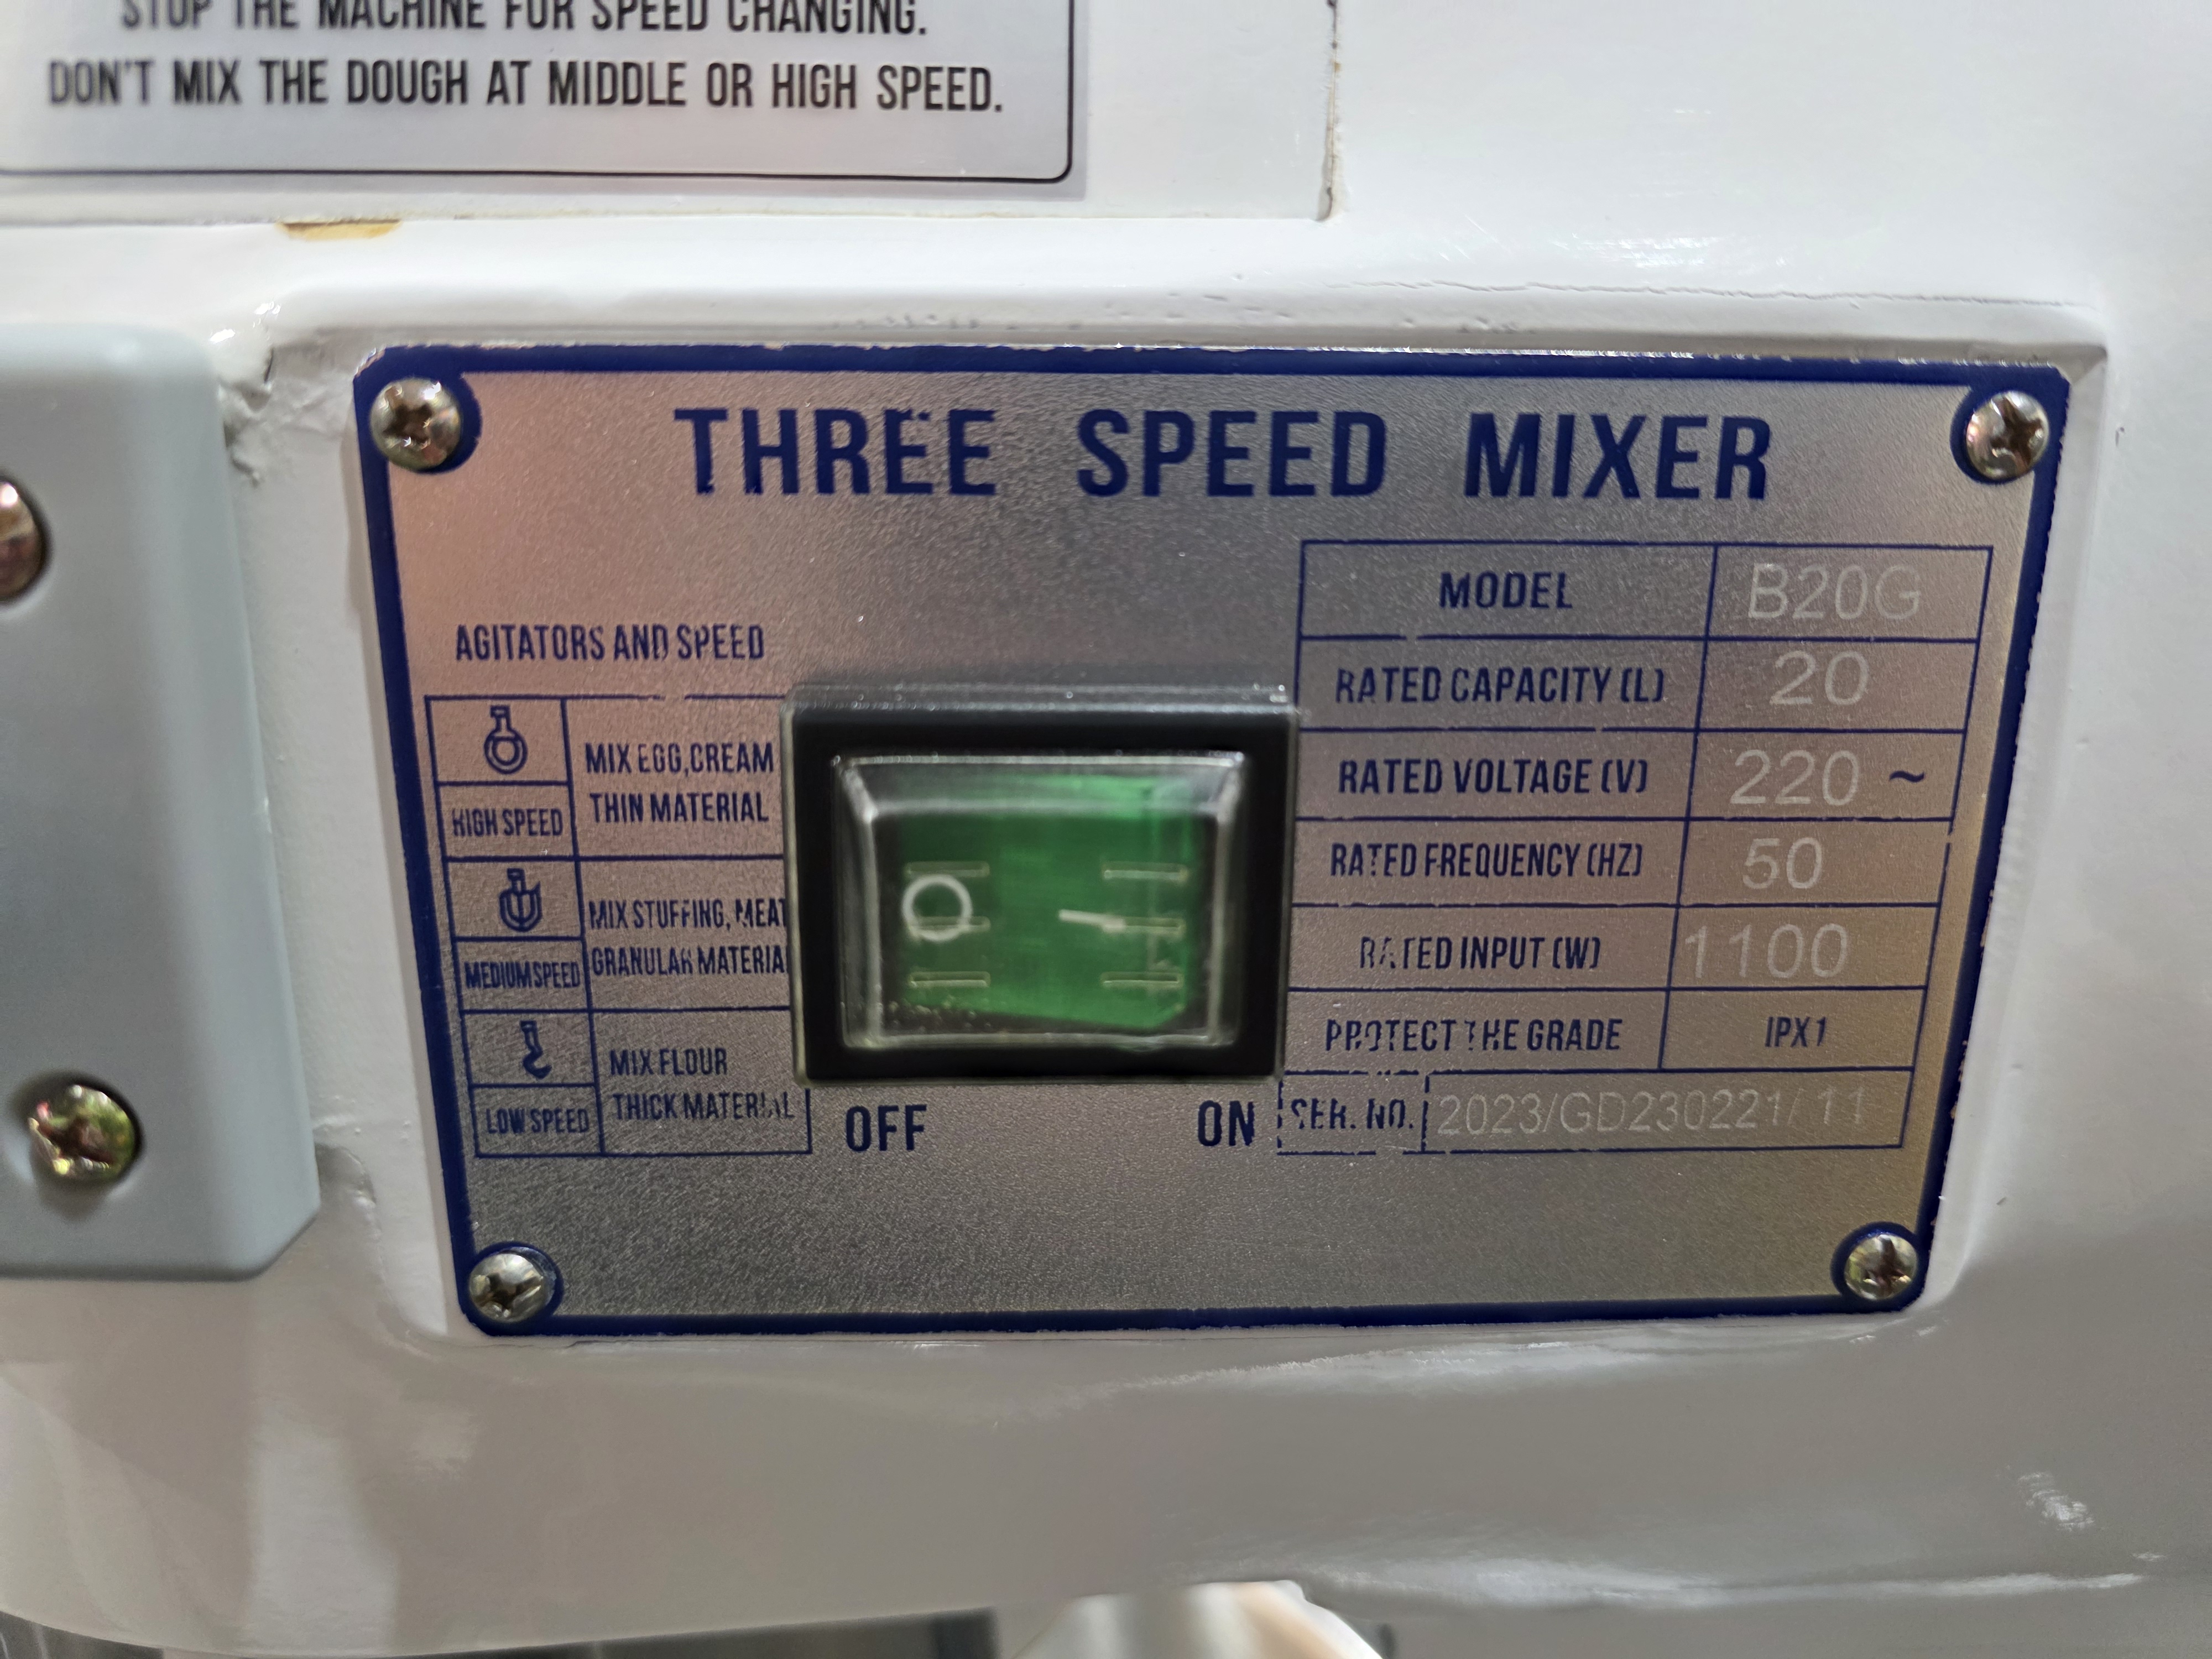 STOP THE MACHINE FOR SPEED CHANGING.
DON'T MIX THE DOUGH AT MIDDLE OR HIGH SPEED.
THREE SPEED MIXER
AGITATORS AND SPEED
HIGH SPEED
MIX EGG,CREAM
THIN MATERIAL
MEDIUM SPEED
MIX STUFFING, MEAT
GRANULAR MATERIAL
LOW SPEED
MIX FLOUR
THICK MATERIAL
OFF
ON
MODEL B20G
RATED CAPACITY (L) 20
RATED VOLTAGE (V) 220 ~
RATED FREQUENCY (HZ) 50
RATED INPUT (W) 1100
PROTECT THE GRADE IPX1
SER. NO. 2023/GD230221/11